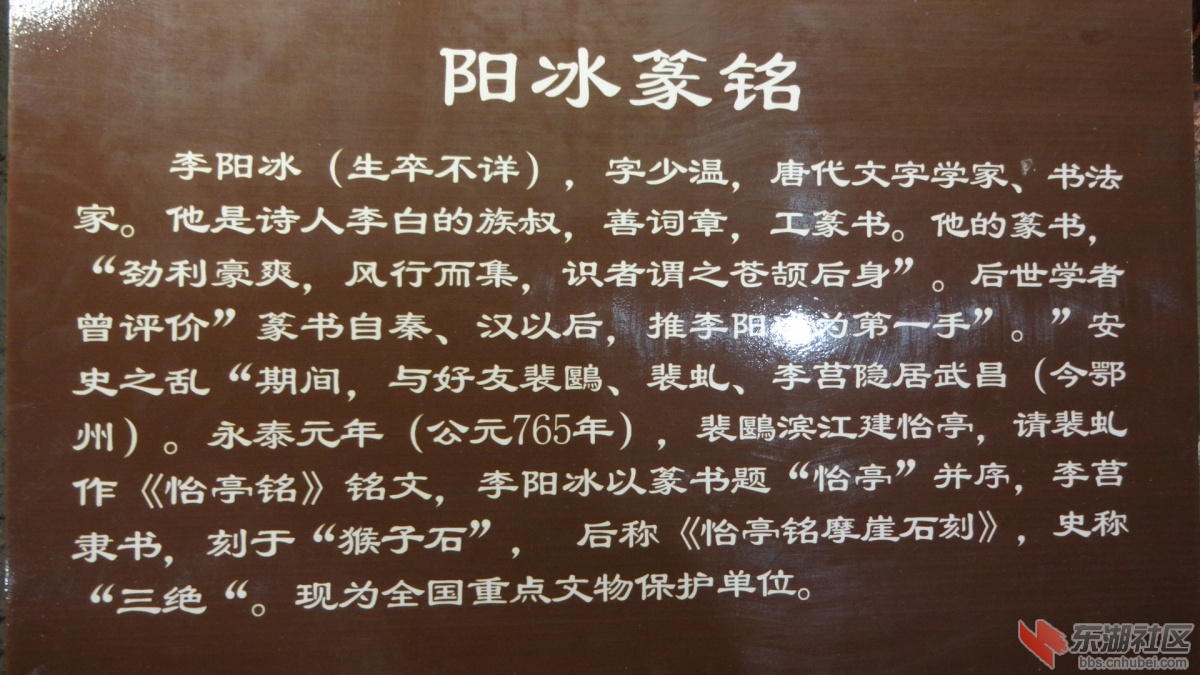 阳冰篆铭
李阳冰（生卒不详），字少温，唐代文字学家、书法
家。他是诗人李白的族叔，善词章，工篆书。他的篆书，
“劲利豪爽，风行而集，识者谓之苍颉后身”。后世学者
曾评价”篆书自秦、汉以后，推李阳冰为第一手”。”安
史之乱“期间，与好友裴鶠、裴虬、李莒隐居武昌（今鄂
州）。永泰元年（公元765年），裴鶠滨江建怡亭，请裴虬
作《怡亭铭》铭文，李阳冰以篆书题“怡亭”并序，李莒
隶书，刻于“猴子石”， 后称《怡亭铭摩崖石刻》，史称
“三绝“。现为全国重点文物保护单位。
东湖社区
bbs.cnhubei.com